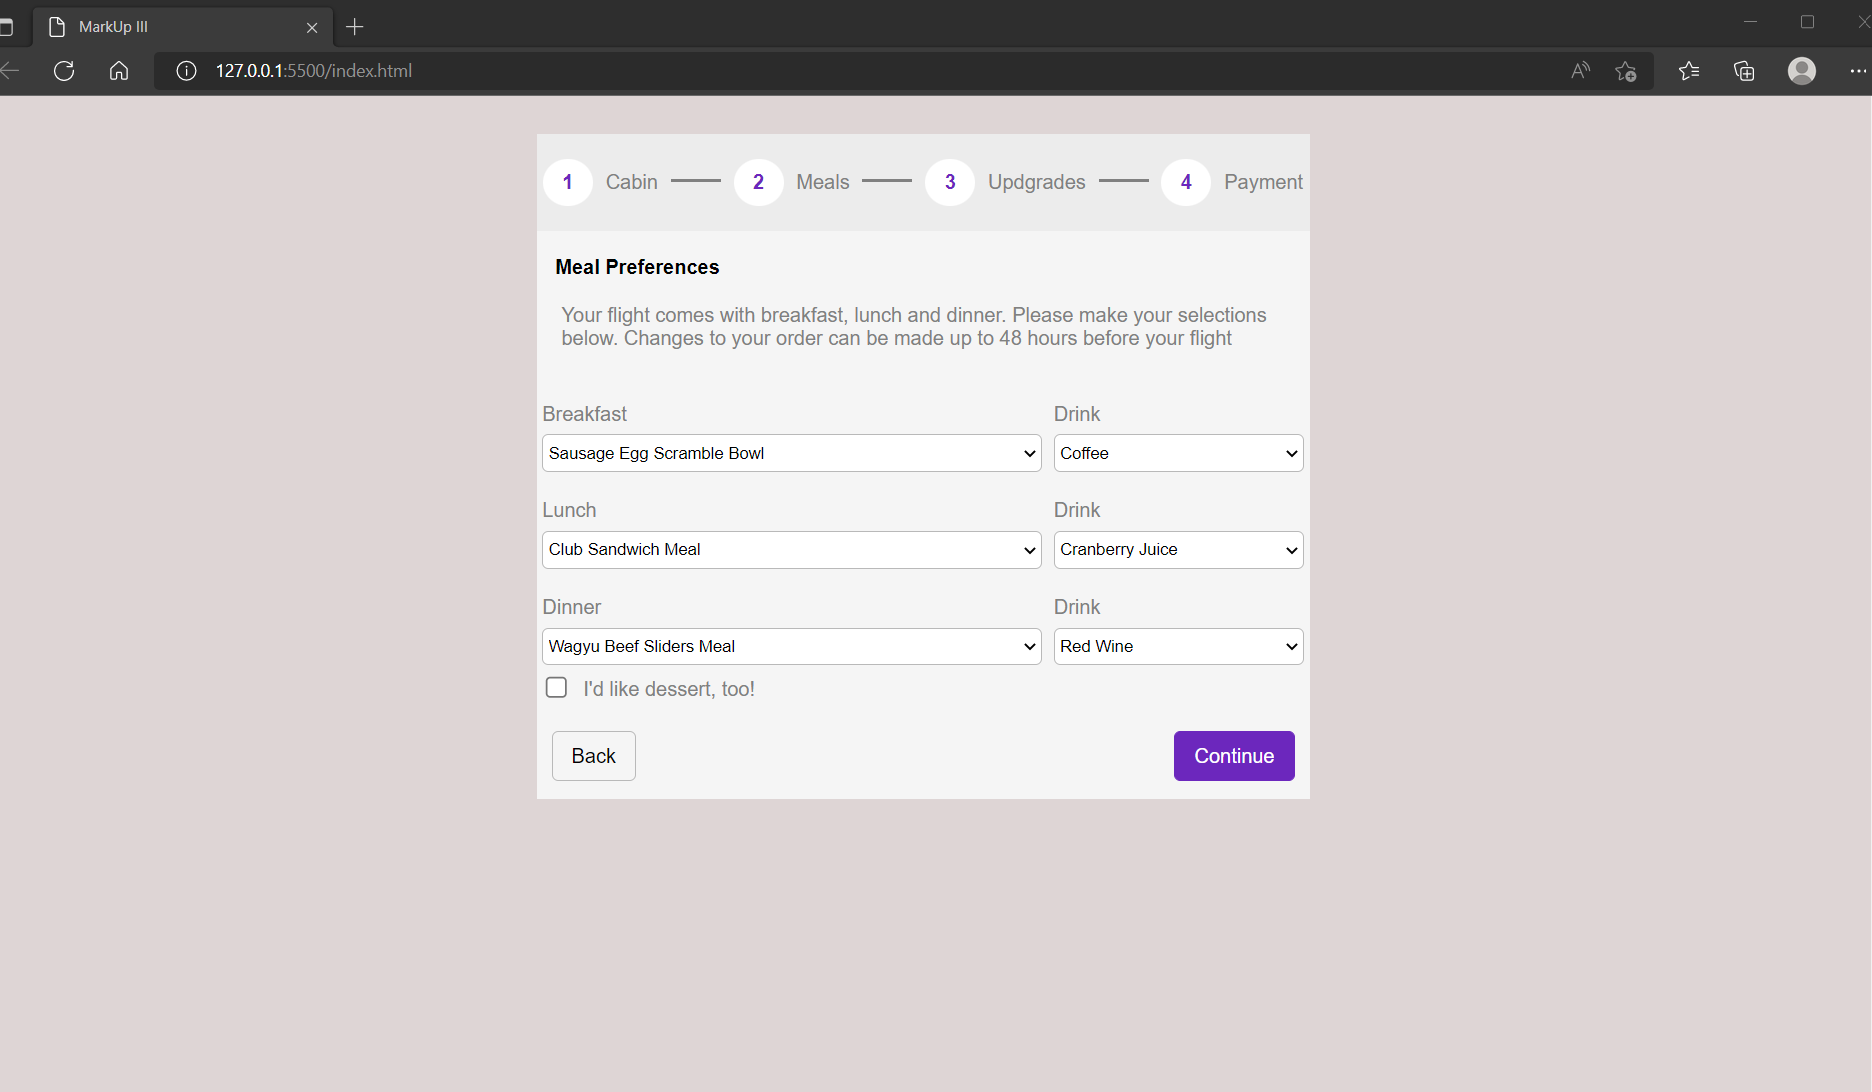 MarkUp III
127.0.0.1:5500/index.html
1 Cabin 2 Meals 3 Updgrades 4 Payment
Meal Preferences
Your flight comes with breakfast, lunch and dinner. Please make your selections
below. Changes to your order can be made up to 48 hours before your flight
Breakfast Drink
Sausage Egg Scramble Bowl Coffee
Lunch Drink
Club Sandwich Meal Cranberry Juice
Dinner Drink
Wagyu Beef Sliders Meal Red Wine
I'd like dessert, too!
Back Continue